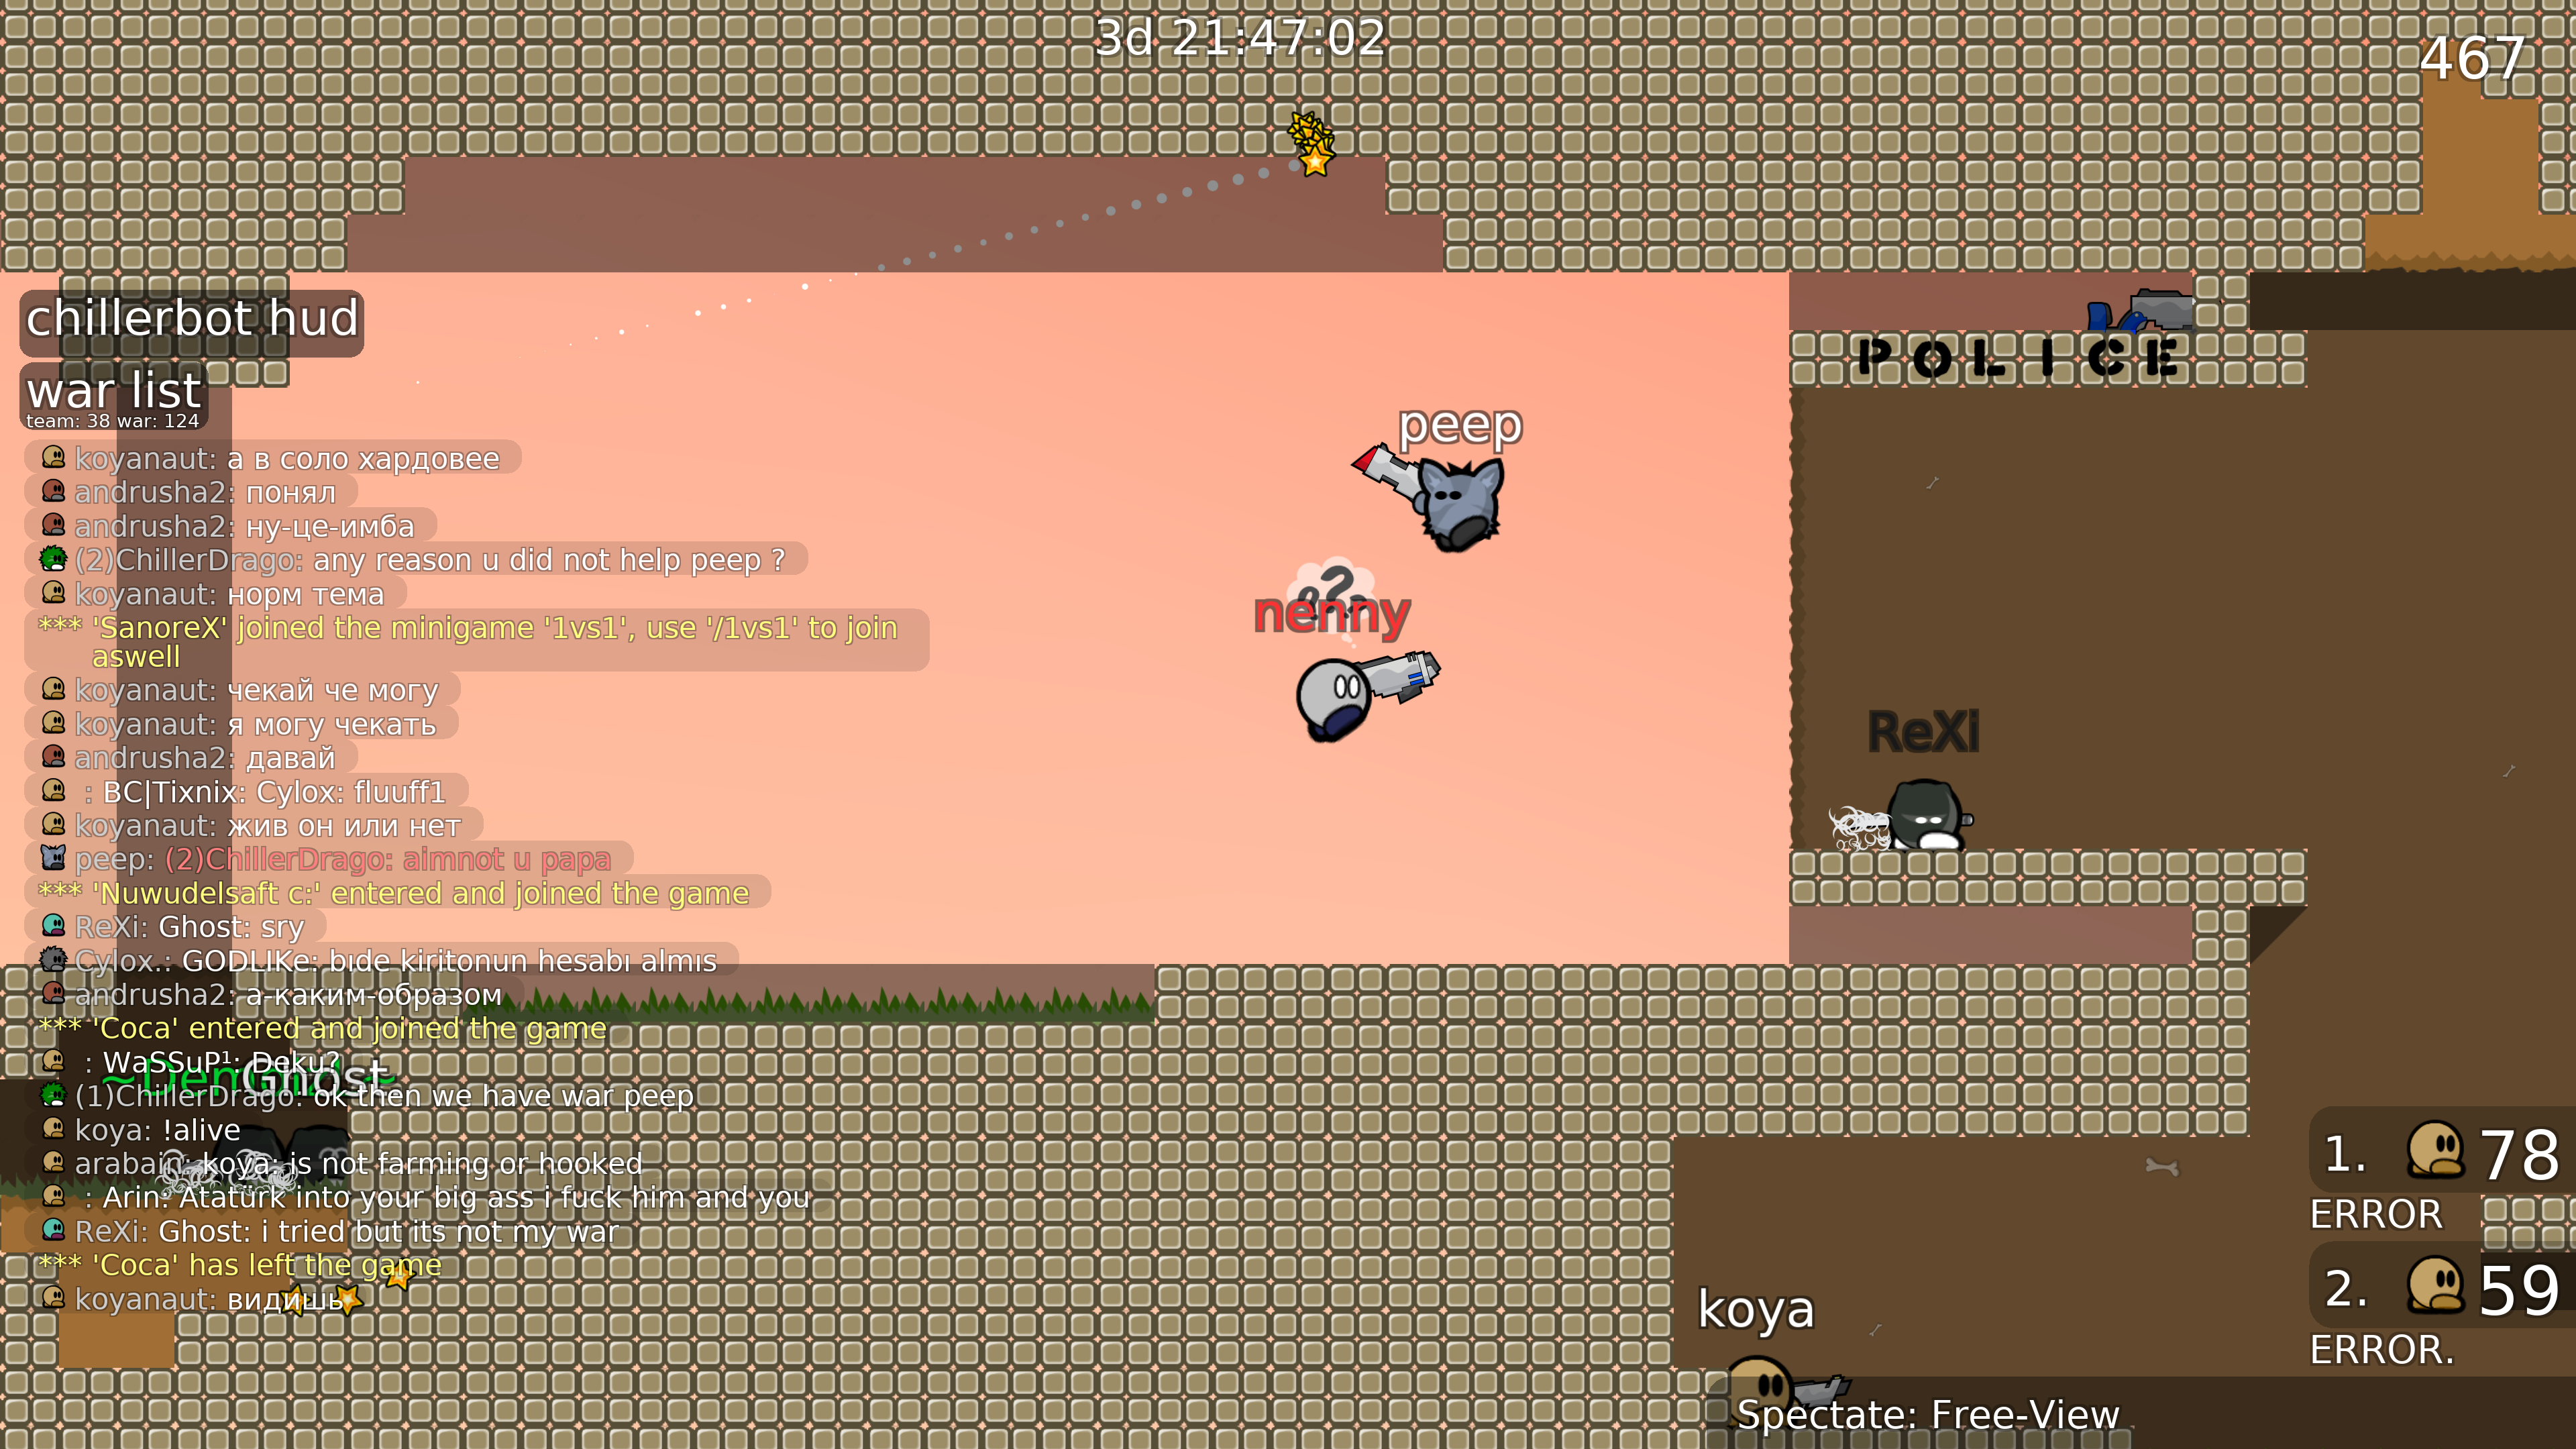 3d 21:47:02
467
chillerbot hud
POLICE
war list
team: 38 war: 124
peep
koyanaut: а в соло хардовее
andrusha2: понял
andrusha2: ну-це-имба
(2)ChillerDrago: any reason u did not help peep ?
koyanaut: норм тема
nenny
*** 'SanoreX' joined the minigame '1vs1', use '/1vs1' to join
aswell
koyanaut: чекай че могу
koyanaut: я могу чекать
ReXi
andrusha2: давай
: BC|Tixnix: Cylox: fluuff1
koyanaut: жив он или нет
peep: (2)ChillerDrago: aimnot u papa
*** 'Nuwudelsaft c:' entered and joined the game
ReXi: Ghost: sry
Cylox.: GODLIKe: bıde kiritonun hesabı almıs
andrusha2: а-каким-образом
*** 'Coca' entered and joined the game
: WaSSuP¹: Deku?
Ghost
(1)ChillerDrago: ok then we have war peep
koya: !alive
arabain: koya: is not farming or hooked
: Arin: Atatürk into your big ass i fuck him and you
ReXi: Ghost: i tried but its not my war
*** 'Coca' has left the game
koyanaut: видишь
1. 78
ERROR
2. 59
ERROR.
koya
Spectate: Free-View